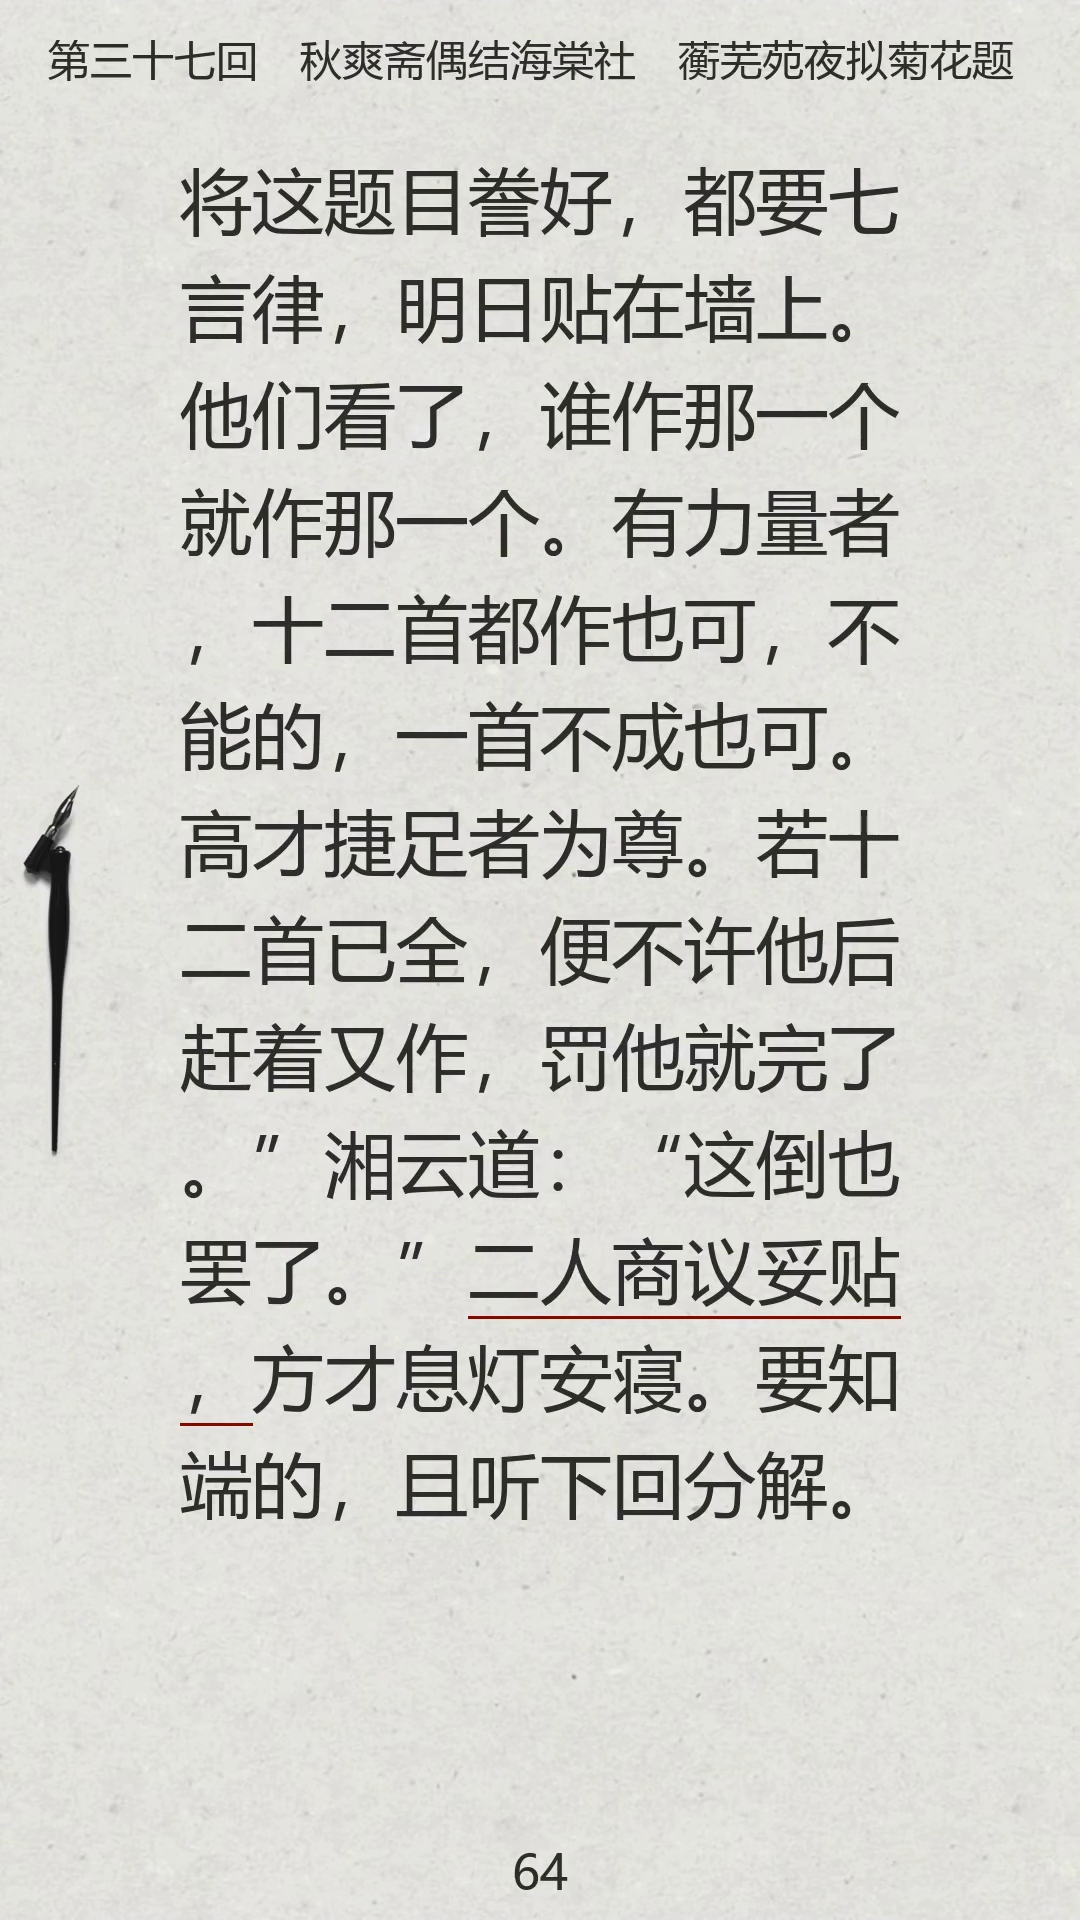 第三十七回　秋爽斋偶结海棠社　蘅芜苑夜拟菊花题
将这题目誊好，都要七
言律，明日贴在墙上。
他们看了，谁作那一个
就作那一个。有力量者
，十二首都作也可，不
能的，一首不成也可。
高才捷足者为尊。若十
二首已全，便不许他后
赶着又作，罚他就完了
。”湘云道：“这倒也
罢了。”二人商议妥贴
，方才息灯安寝。要知
端的，且听下回分解。
64